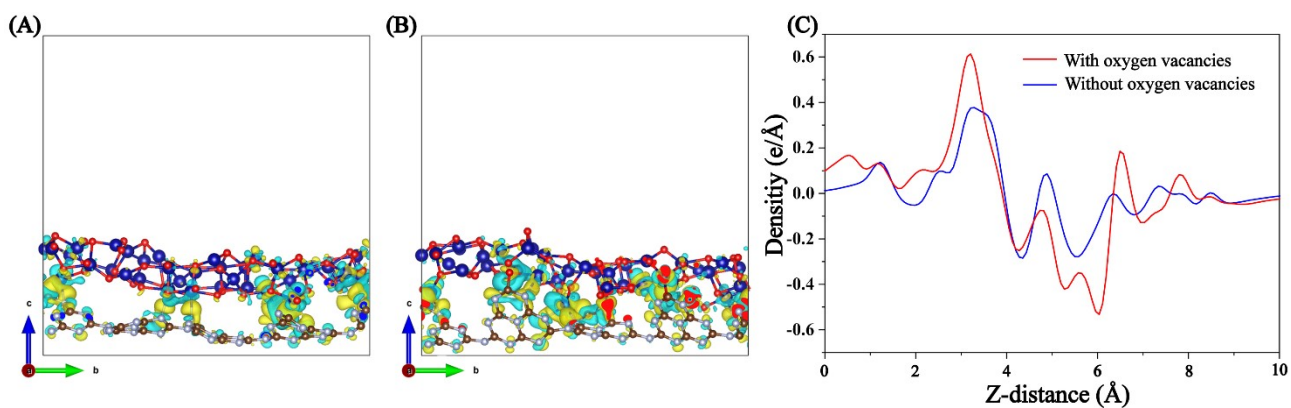 (A)
(B)
(C)
c
a
b
c
a
b
With oxygen vacancies
Without oxygen vacancies
Densitiy (e/Å)
0.6
0.4
0.2
0.0
-0.2
-0.4
-0.6
0
2
4
6
8
10
Z-distance (Å)